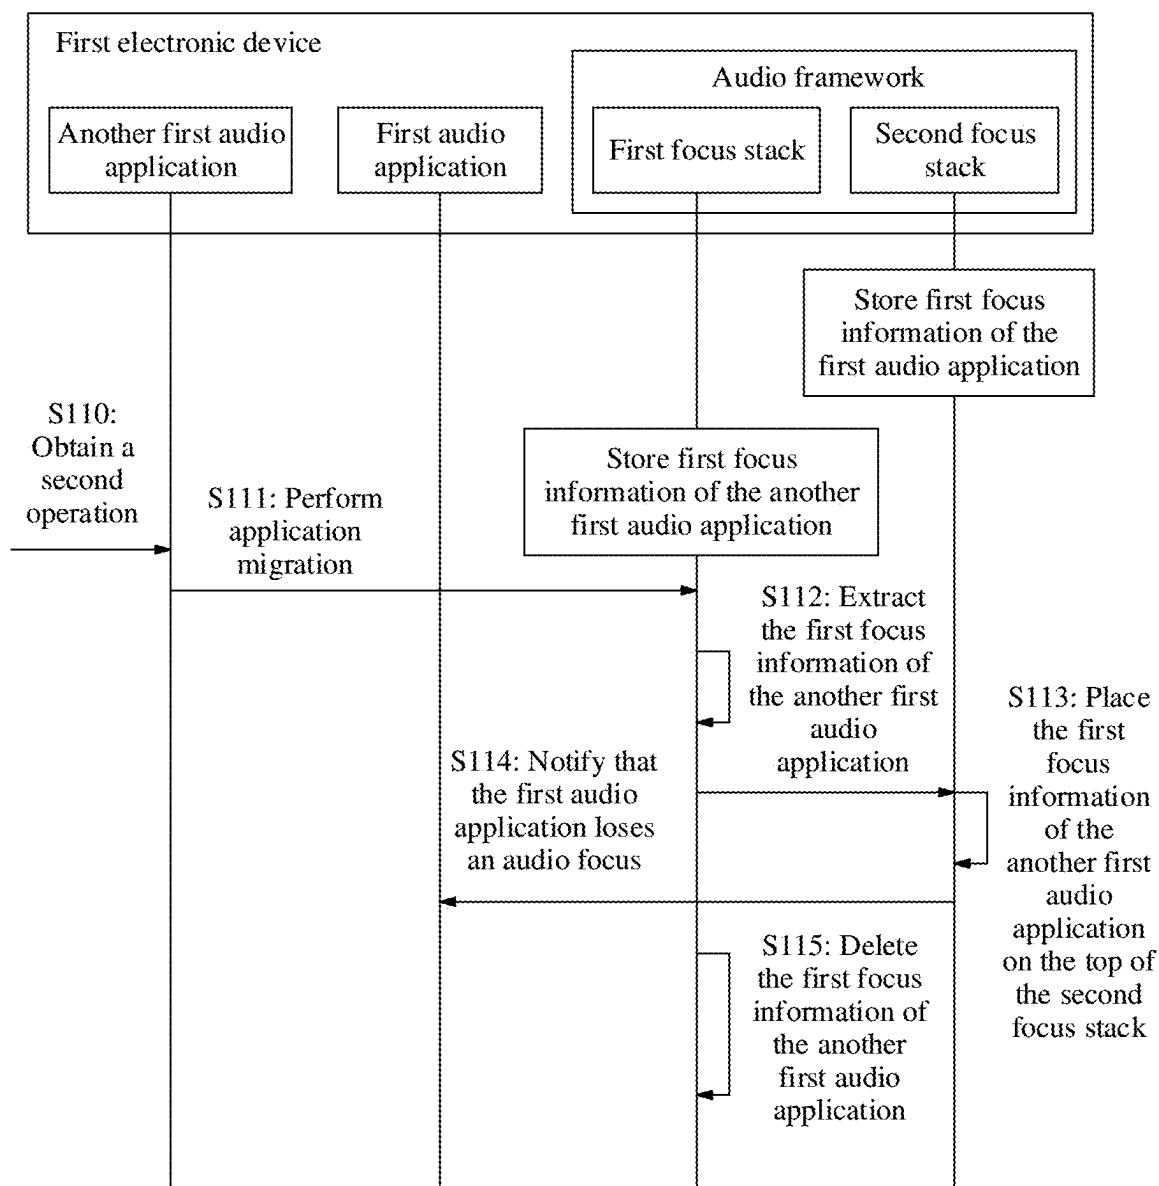 First electronic device
Audio framework
Another first audio
application
First audio
application
First focus stack
Second focus
stack
Store first focus
information of the
first audio application
S110:
Obtain a
second
operation
Store first focus
information of the another
first audio application
S111: Perform
application
migration
S112: Extract
the first focus
information of
the another first
audio
application
S113: Place
the first
focus
information
of the
another first
audio
application
on the top of
the second
focus stack
S114: Notify that
the first audio
application loses
an audio focus
S115: Delete
the first focus
information of
the another
first audio
application